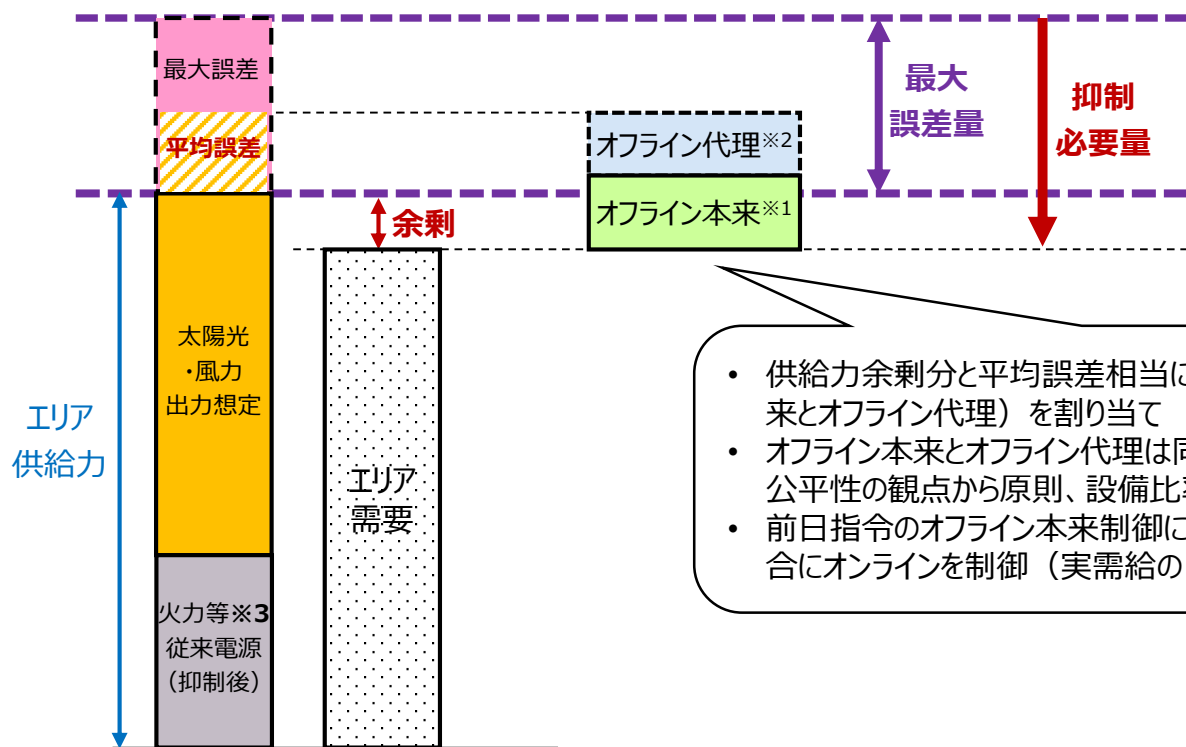 最大誤差
平均誤差
太陽光
・風力
出力想定
火力等※3
従来電源
（抑制後）
エリア
供給力
余剰
エリア
需要
オフライン代理※2
オフライン本来※1
最大
誤差量
抑制
必要量
• 供給力余剰分と平均誤差相当に
来とオフライン代理）を割り当て
• オフライン本来とオフライン代理は同
公平性の観点から原則、設備比率
• 前日指令のオフライン本来制御に
合にオンラインを制御（実需給の